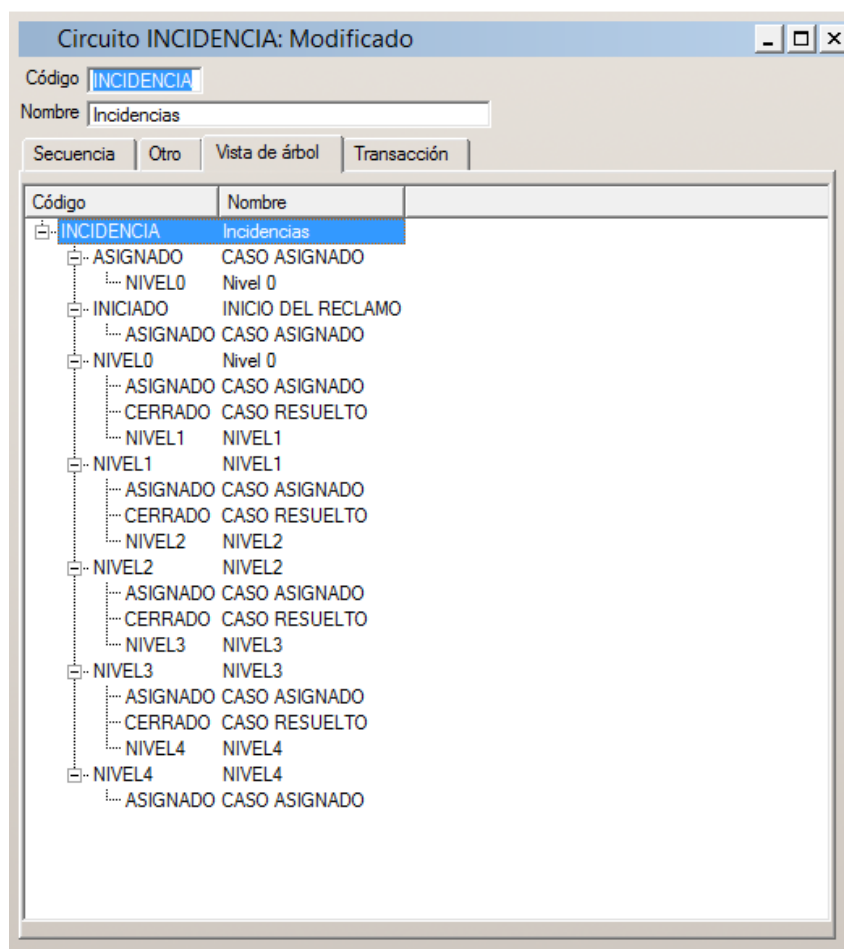 Circuito INCIDENCIA: Modificado
Código INCIDENCIA
Nombre Incidencias
Secuencia Otro Vista de árbol Transacción
Código Nombre
INCIDENCIA Incidencias
ASIGNADO CASO ASIGNADO
NIVEL0 Nivel 0
INICIADO INICIO DEL RECLAMO
ASIGNADO CASO ASIGNADO
NIVEL0 Nivel 0
ASIGNADO CASO ASIGNADO
CERRADO CASO RESUELTO
NIVEL1 NIVEL1
NIVEL1 NIVEL1
ASIGNADO CASO ASIGNADO
CERRADO CASO RESUELTO
NIVEL2 NIVEL2
NIVEL2 NIVEL2
ASIGNADO CASO ASIGNADO
CERRADO CASO RESUELTO
NIVEL3 NIVEL3
NIVEL3 NIVEL3
ASIGNADO CASO ASIGNADO
CERRADO CASO RESUELTO
NIVEL4 NIVEL4
NIVEL4 NIVEL4
ASIGNADO CASO ASIGNADO